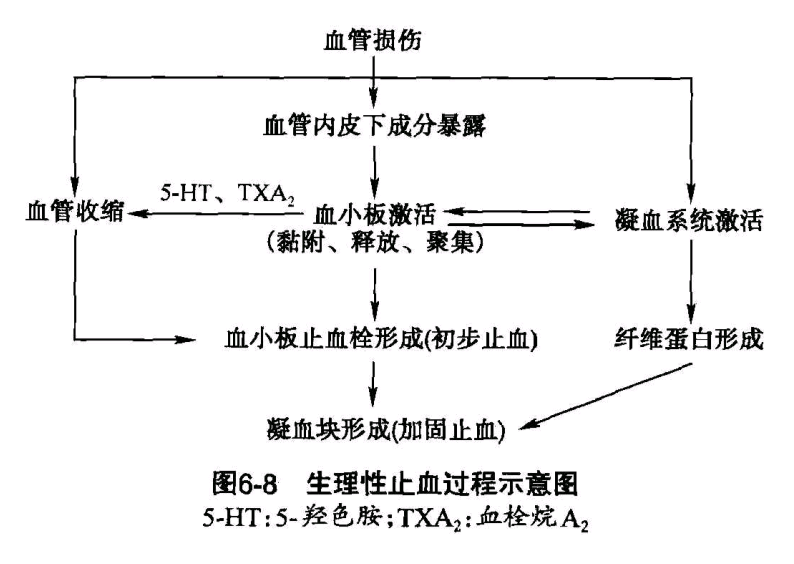 血管损伤
血管内皮下成分暴露
5-HT、TXA₂
血管收缩
血小板激活
(黏附、释放、聚集)
凝血系统激活
血小板止血栓形成(初步止血)
纤维蛋白形成
凝血块形成(加固止血)
图6-8 生理性止血过程示意图
5-HT:5-羟色胺;TXA₂:血栓烷A₂